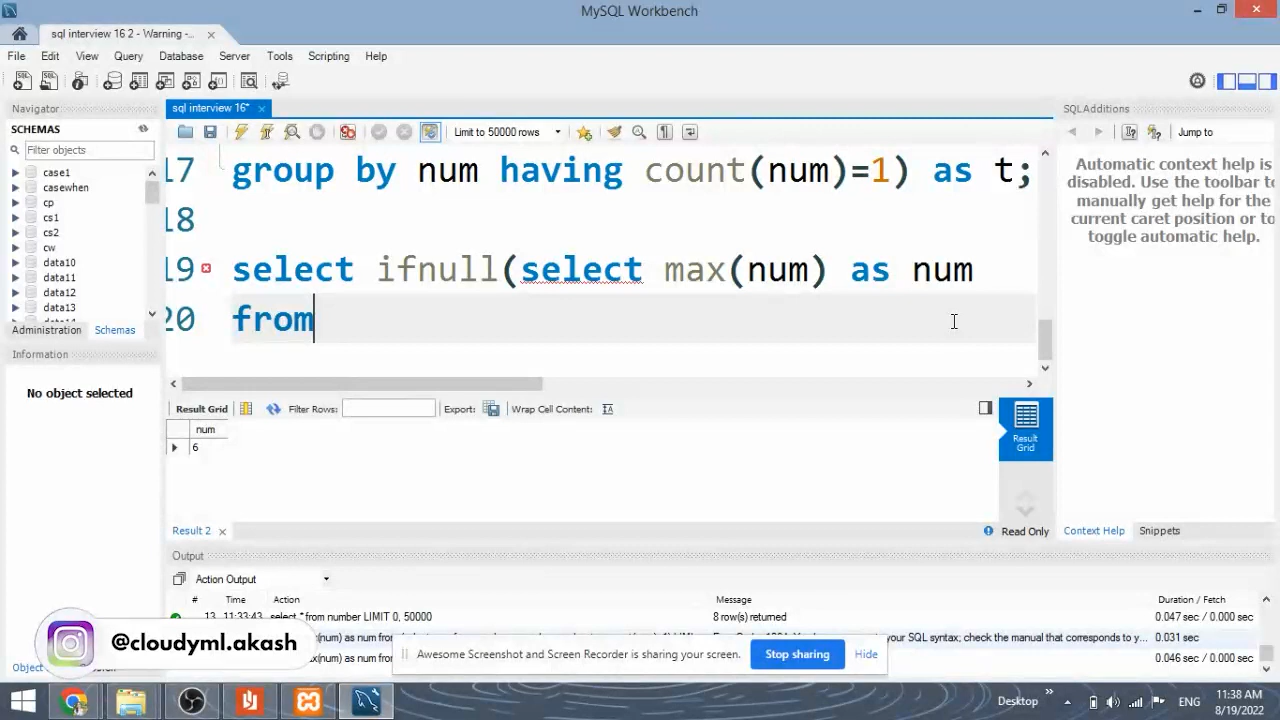 MySQL Workbench
sql interview 16 2 - Warning -...
File Edit View Query Database Server Tools Scripting Help
Navigator
sql interview 16*
SQLAdditions
SCHEMAS
Limit to 50000 rows
Jump to
Filter objects
case1
casewhen
cp
cs1
cs2
cw
data10
data11
data12
data13
data14
17 group by num having count(num)=1) as t;
18
19 select ifnull(select max(num) as num
20 from
Automatic context help is
disabled. Use the toolbar to
manually get help for the
current caret position or to
toggle automatic help.
Administration Schemas
Information
No object selected
Result Grid Filter Rows: Export: Wrap Cell Content:
num
6
Result
Grid
Result 2
Read Only
Context Help Snippets
Output
Action Output
# Time Action Message Duration / Fetch
13 11:33:43 select * from number LIMIT 0, 50000 8 row(s) returned 0.047 sec / 0.000 sec
your SQL syntax; check the manual that corresponds to y... 0.031 sec
max(num) as num from 0.046 sec / 0.000 sec
@cloudyml.akash
Awesome Screenshot and Screen Recorder is sharing your screen. Stop sharing Hide
Object
Desktop
ENG
11:38 AM
8/19/2022